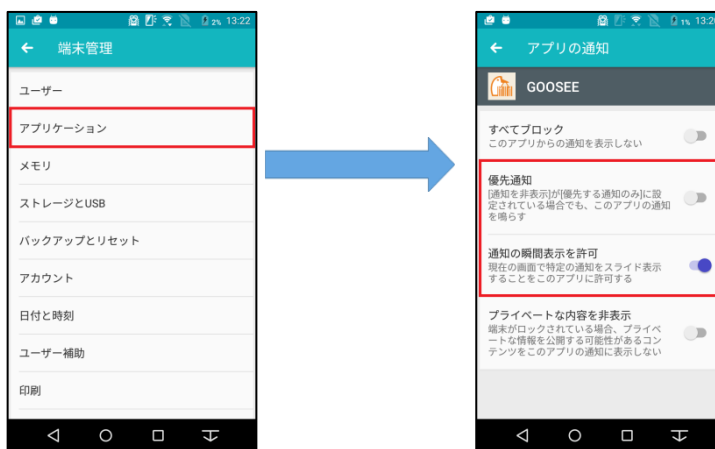 2% 13:22
端末管理
ユーザー
アプリケーション
メモリ
ストレージとUSB
バックアップとリセット
アカウント
日付と時刻
ユーザー補助
印刷
1% 13:26
アプリの通知
GOOSEE
すべてブロック
このアプリからの通知を表示しない
優先通知
[通知を非表示]が[優先する通知のみ]に設
定されている場合でも、このアプリの通知
を鳴らす
通知の瞬間表示を許可
現在の画面で特定の通知をスライド表示
することをこのアプリに許可する
プライベートな内容を非表示
端末がロックされている場合、プライベ
ートな情報を公開する可能性があるコン
テンツをこのアプリの通知に表示しない